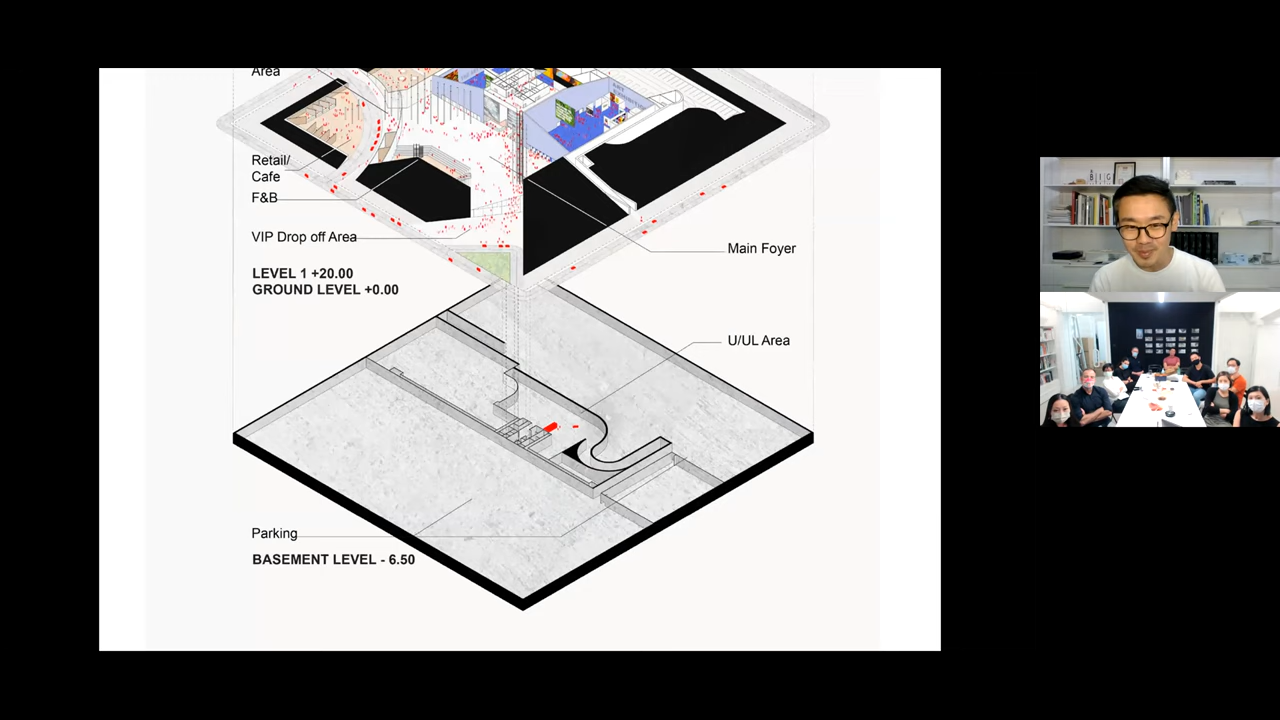 Area
Retail/
Cafe
F&B
VIP Drop off Area
Main Foyer
LEVEL 1 +20.00
GROUND LEVEL +0.00
U/UL Area
Parking
BASEMENT LEVEL - 6.50
BIG